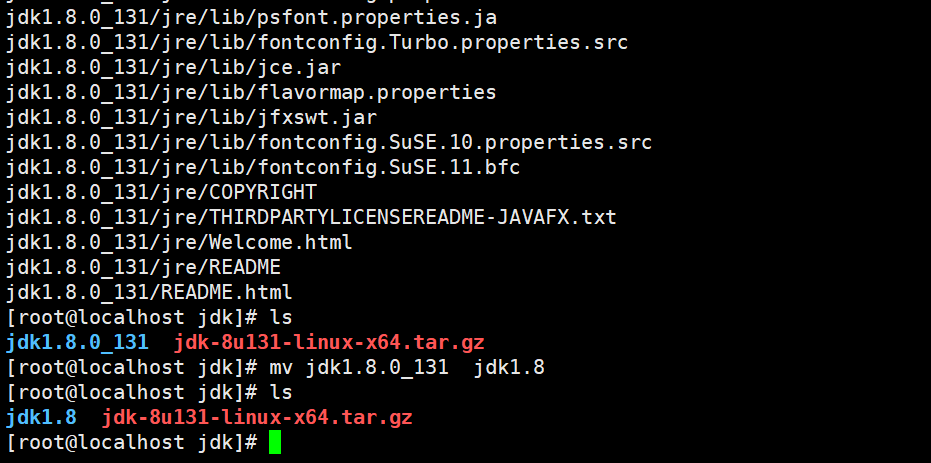 jdk1.8.0_131/jre/lib/psfont.properties.ja
jdk1.8.0_131/jre/lib/fontconfig.Turbo.properties.src
jdk1.8.0_131/jre/lib/jce.jar
jdk1.8.0_131/jre/lib/flavormap.properties
jdk1.8.0_131/jre/lib/jfxswt.jar
jdk1.8.0_131/jre/lib/fontconfig.SuSE.10.properties.src
jdk1.8.0_131/jre/lib/fontconfig.SuSE.11.bfc
jdk1.8.0_131/jre/COPYRIGHT
jdk1.8.0_131/jre/THIRDPARTYLICENSEREADME-JAVAFX.txt
jdk1.8.0_131/jre/Welcome.html
jdk1.8.0_131/jre/README
jdk1.8.0_131/README.html
[root@localhost jdk]# ls
jdk1.8.0_131  jdk-8u131-linux-x64.tar.gz
[root@localhost jdk]# mv jdk1.8.0_131  jdk1.8
[root@localhost jdk]# ls
jdk1.8  jdk-8u131-linux-x64.tar.gz
[root@localhost jdk]#